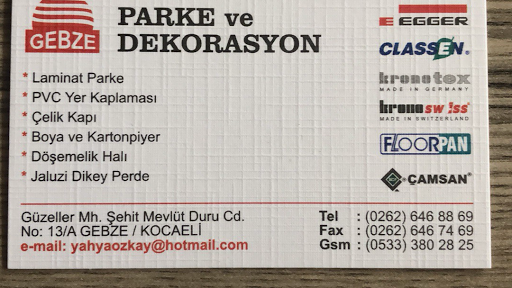 GEBZE
PARKE ve
DEKORASYON
* Laminat Parke
* PVC Yer Kaplaması
* Çelik Kapı
* Boya ve Kartonpiyer
* Döşemelik Halı
* Jaluzi Dikey Perde
E EGGER
CLASSEN
kronotex
MADE IN GERMANY
kronoswiss
MADE IN SWITZERLAND
FLOORPAN
ÇAMSAN
Güzeller Mh. Şehit Mevlüt Duru Cd.
No: 13/A GEBZE / KOCAELİ
e-mail: yahyaozkay@hotmail.com
Tel : (0262) 646 88 69
Fax : (0262) 646 74 69
Gsm : (0533) 380 28 25